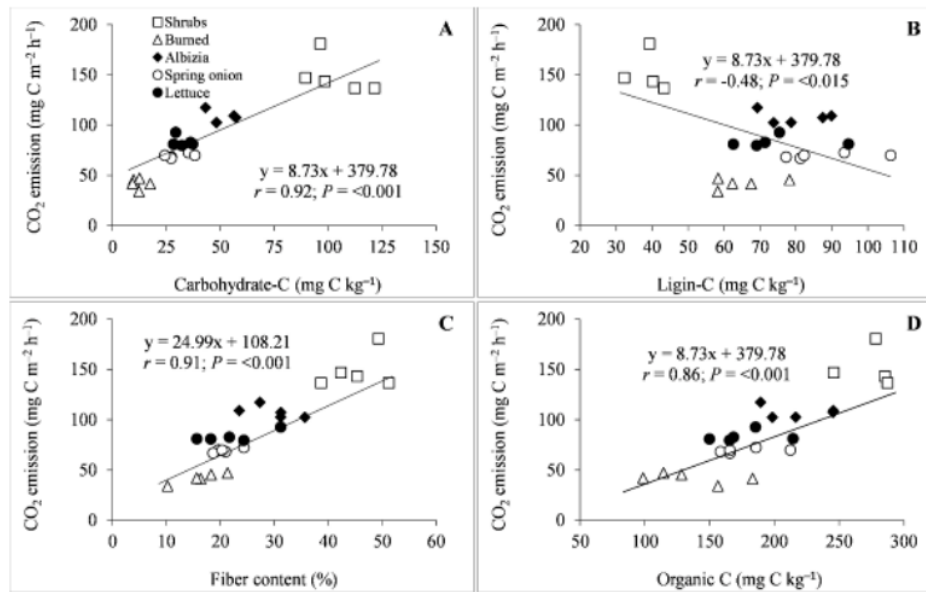 A
□ Shrubs
△ Burned
◆ Albizia
○ Spring onion
● Lettuce
y = 8.73x + 379.78
r = 0.92; P = <0.001
CO₂ emission (mg C m⁻² h⁻¹)
200
150
100
50
0
0 25 50 75 100 125 150
Carbohydrate-C (mg C kg⁻¹)
B
y = 8.73x + 379.78
r = -0.48; P = <0.015
CO₂ emission (mg C m⁻² h⁻¹)
200
150
100
50
0
20 30 40 50 60 70 80 90 100 110
Ligin-C (mg C kg⁻¹)
C
y = 24.99x + 108.21
r = 0.91; P = <0.001
CO₂ emission (mg C m⁻² h⁻¹)
200
150
100
50
0
0 10 20 30 40 50 60
Fiber content (%)
D
y = 8.73x + 379.78
r = 0.86; P = <0.001
CO₂ emission (mg C m⁻² h⁻¹)
200
150
100
50
0
50 100 150 200 250 300
Organic C (mg C kg⁻¹)